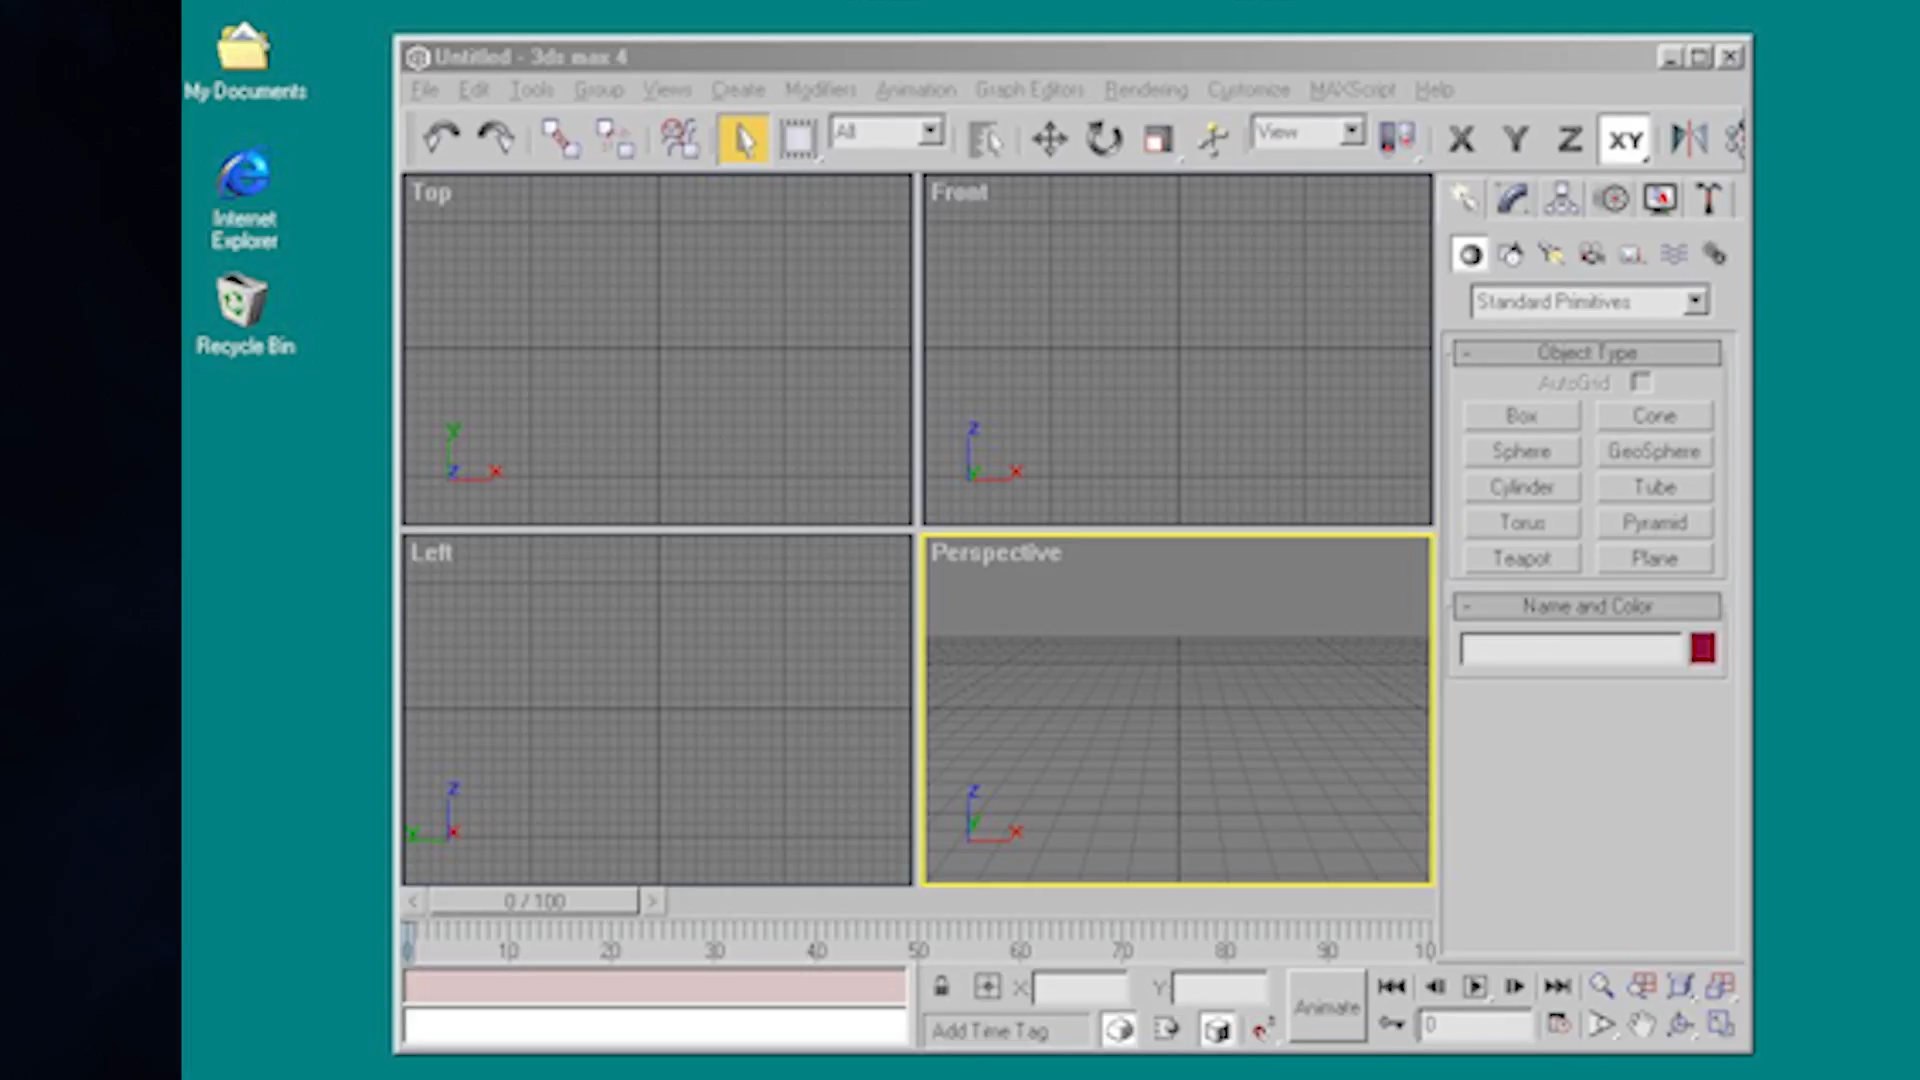 My Documents
Internet
Explorer
Recycle Bin
Untitled - 3ds max 4
File Edit Tools Group Views Create Modifiers Animation Graph Editors Rendering Customize MAXScript Help
All View X Y Z XY
Top
Front
Left
Perspective
Standard Primitives
- Object Type
AutoGrid
Box Cone
Sphere GeoSphere
Cylinder Tube
Torus Pyramid
Teapot Plane
- Name and Color
< 0 / 100 >
0 10 20 30 40 50 60 70 80 90 10
X: Y: Animate
Add Time Tag 0